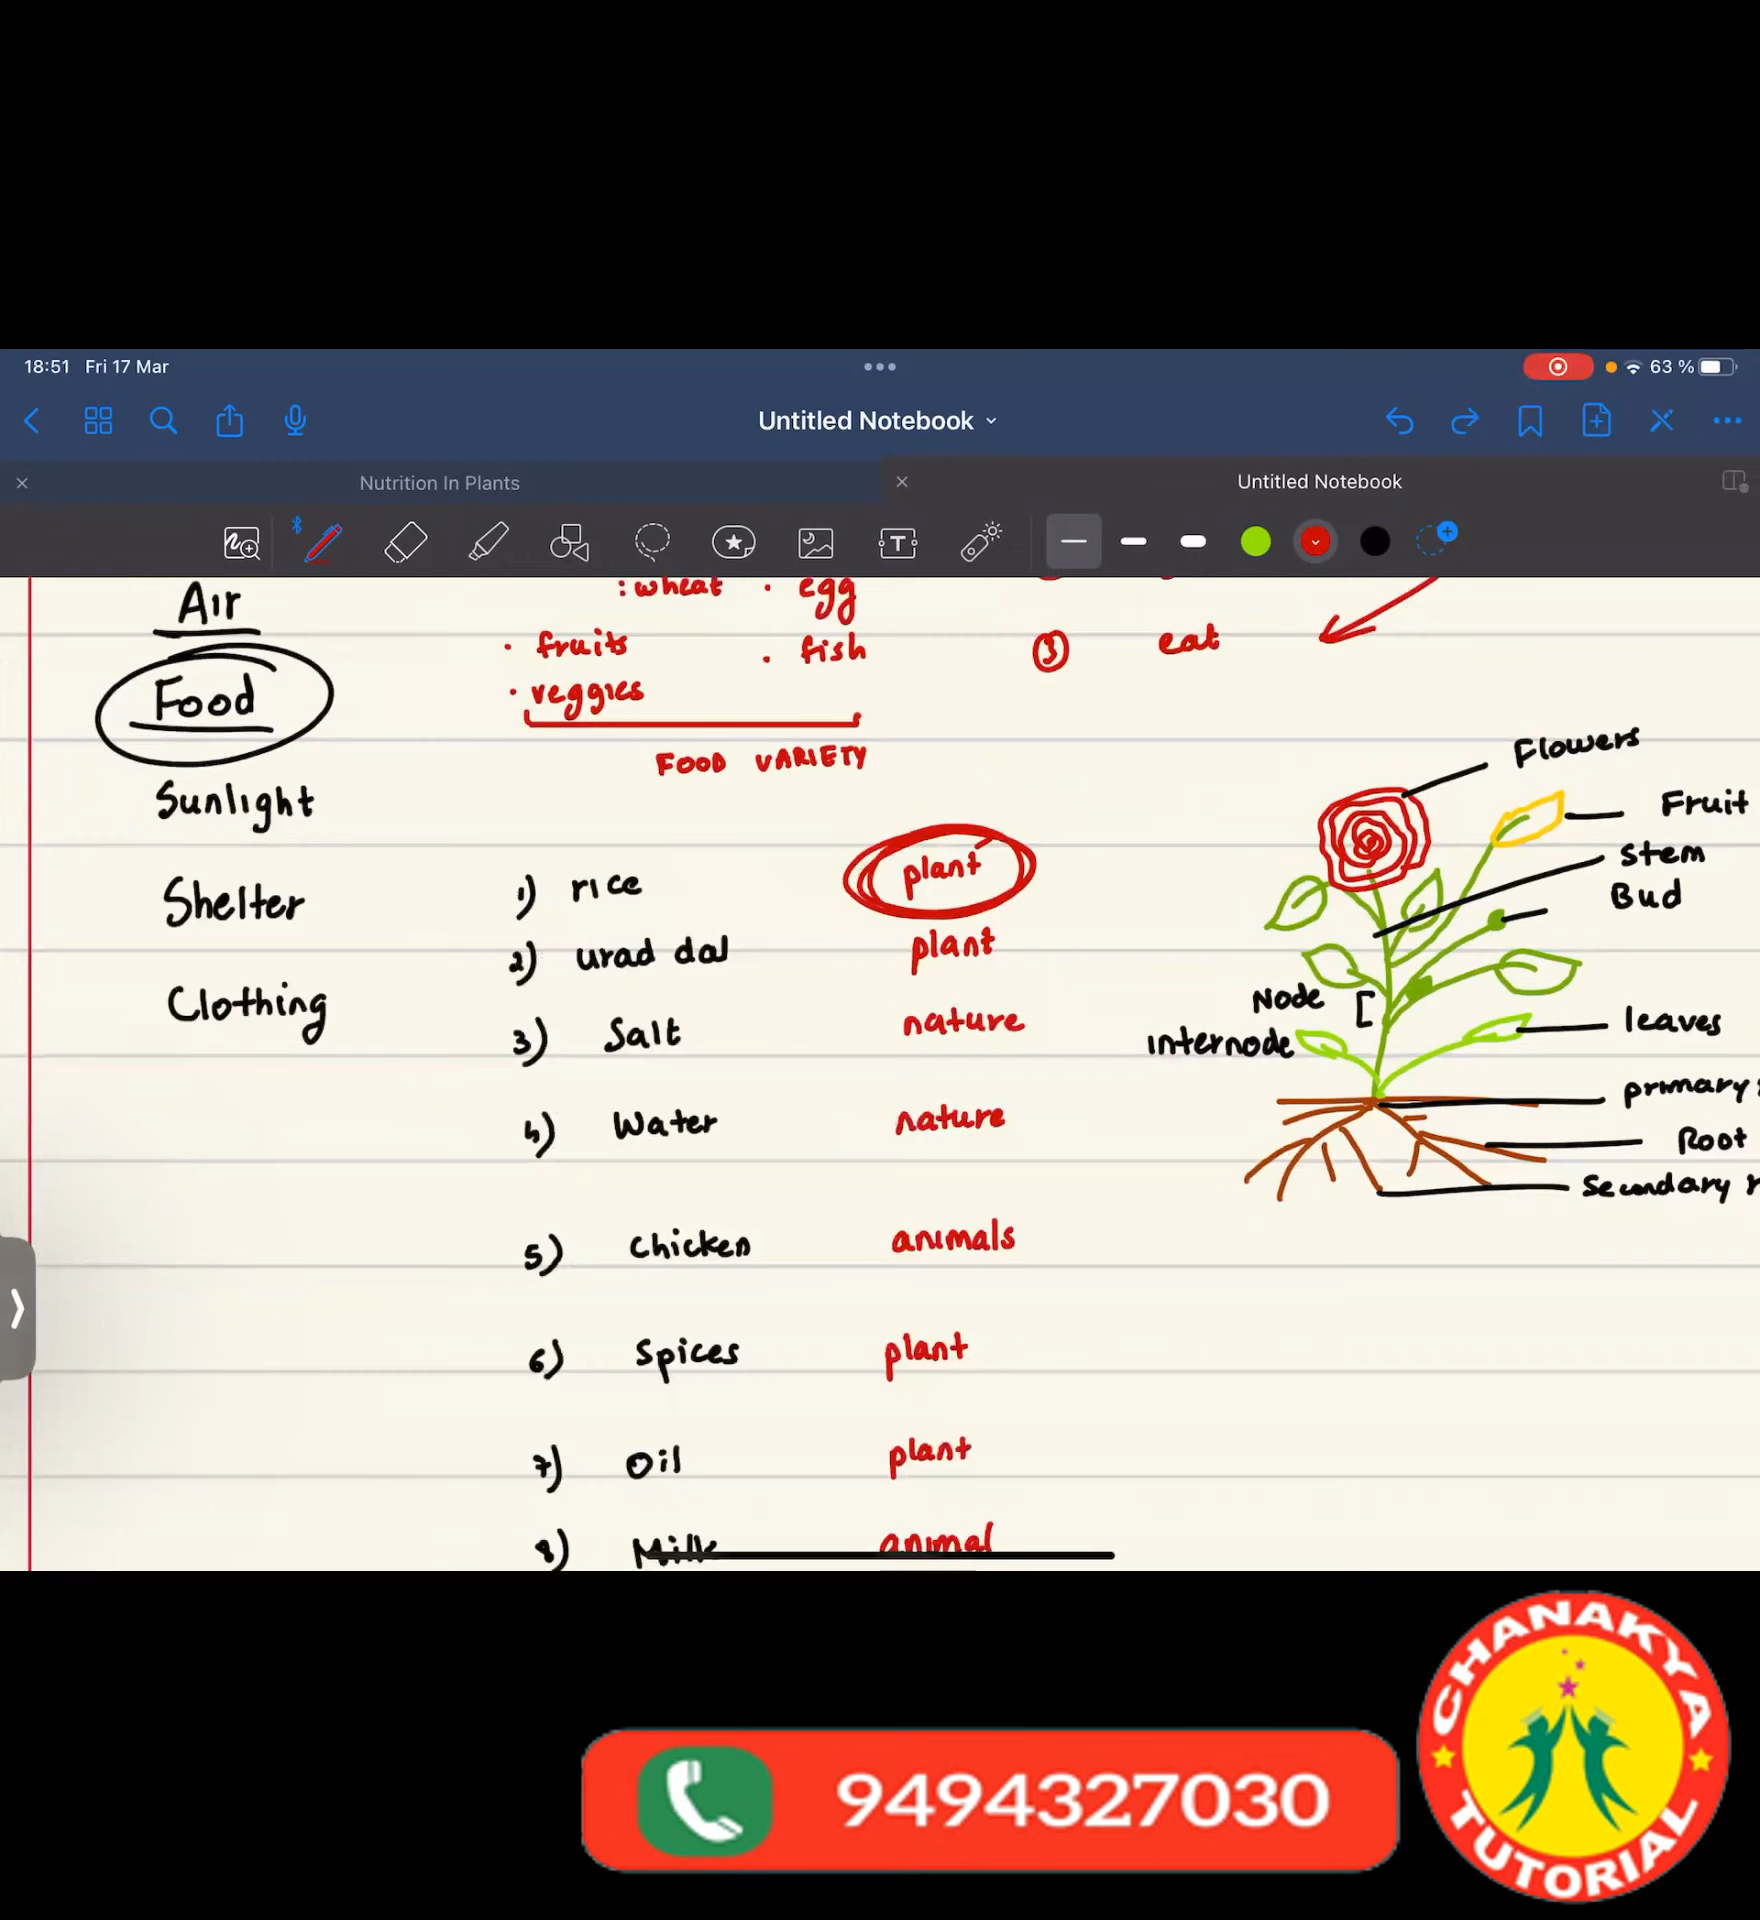 18:51 Fri 17 Mar
63 %
Untitled Notebook
Nutrition In Plants
Untitled Notebook
Air
: wheat · egg
· fruits · fish
③ eat
Food
· veggies
FOOD VARIETY
Sunlight
Shelter
Clothing
1) rice plant
2) urad dal plant
3) Salt nature
4) Water nature
5) Chicken animals
6) Spices plant
7) Oil plant
8) Milk animal
Flowers
Fruit
Stem
Bud
Node
Internode
leaves
primary
Root
Secondary r
9494327030
CHANAKYA
TUTORIAL